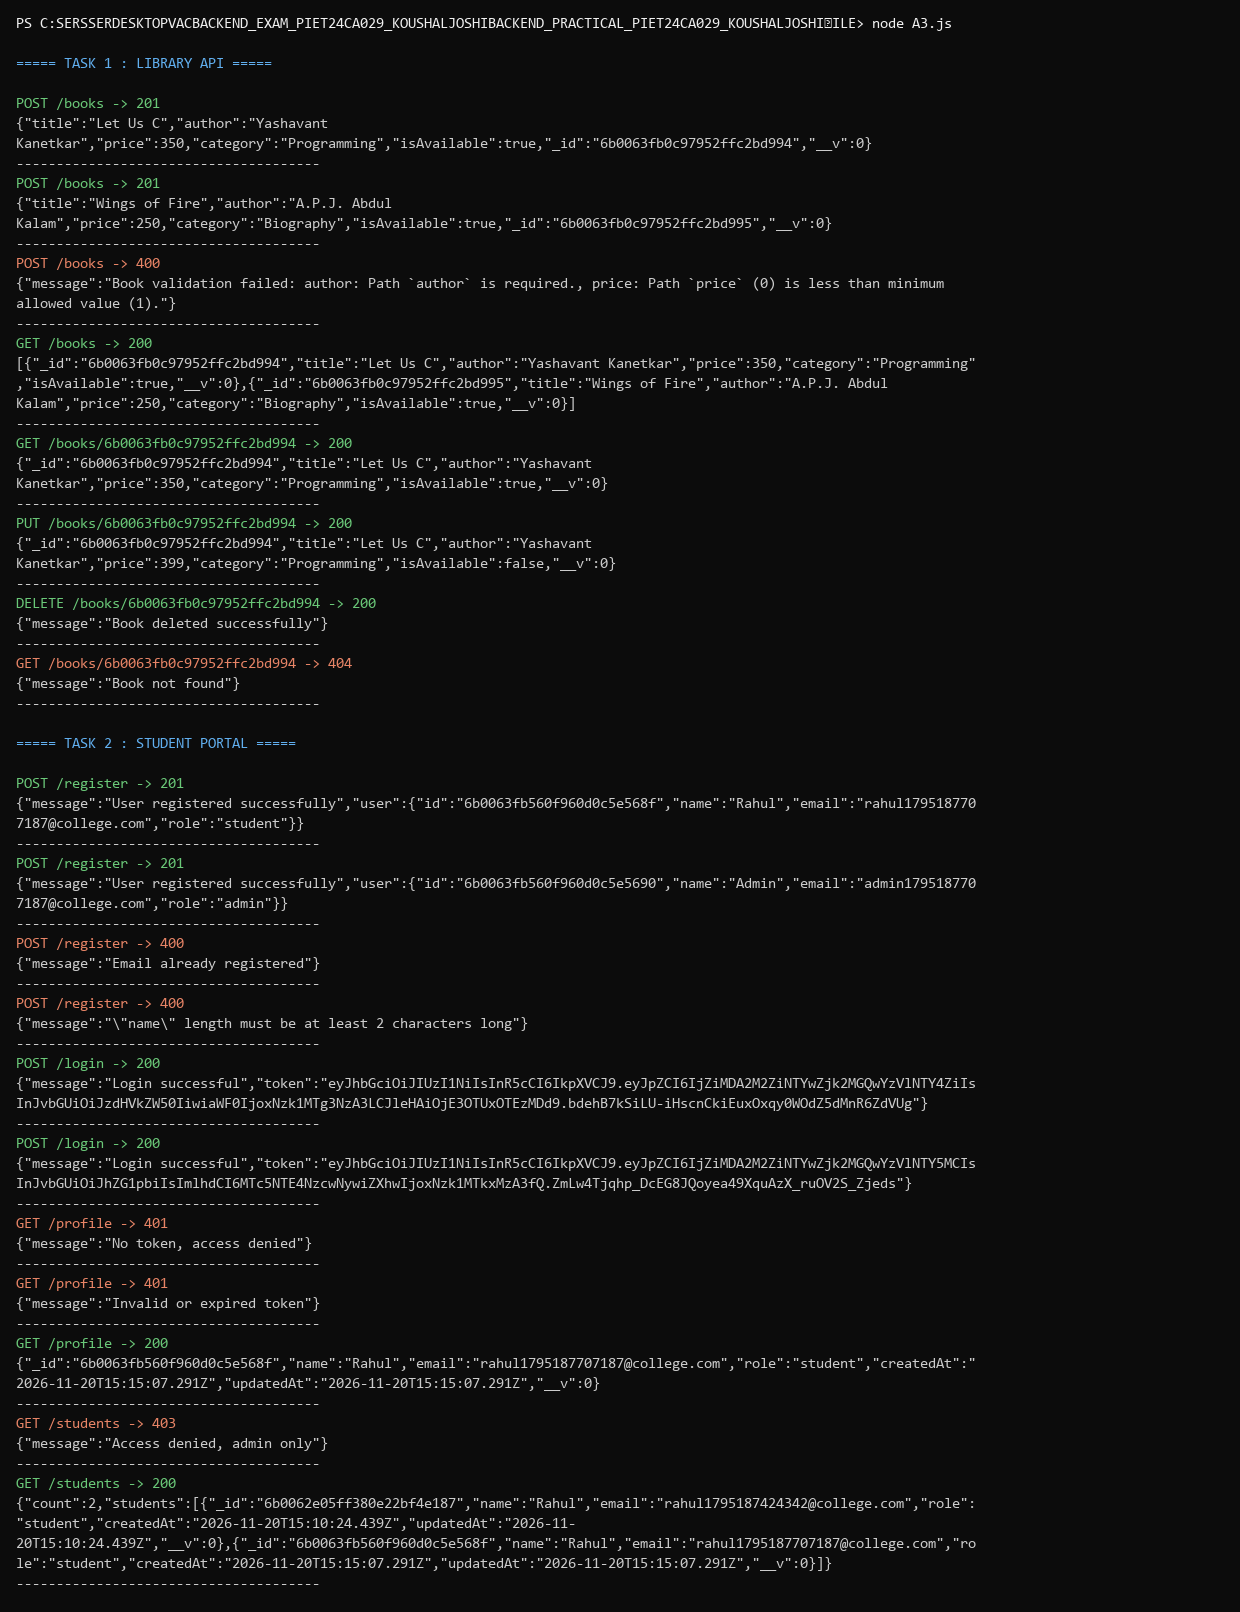 PS C:SERSSERDESKTOPVACBACKEND_EXAM_PIET24CA029_KOUSHALJOSHIBACKEND_PRACTICAL_PIET24CA029_KOUSHALJOSHI▯ILE> node A3.js
===== TASK 1 : LIBRARY API =====
POST /books -> 201
{"title":"Let Us C","author":"Yashavant
Kanetkar","price":350,"category":"Programming","isAvailable":true,"_id":"6b0063fb0c97952ffc2bd994","__v":0}
--------------------------------------
POST /books -> 201
{"title":"Wings of Fire","author":"A.P.J. Abdul
Kalam","price":250,"category":"Biography","isAvailable":true,"_id":"6b0063fb0c97952ffc2bd995","__v":0}
--------------------------------------
POST /books -> 400
{"message":"Book validation failed: author: Path `author` is required., price: Path `price` (0) is less than minimum
allowed value (1)."}
--------------------------------------
GET /books -> 200
[{"_id":"6b0063fb0c97952ffc2bd994","title":"Let Us C","author":"Yashavant Kanetkar","price":350,"category":"Programming"
,"isAvailable":true,"__v":0},{"_id":"6b0063fb0c97952ffc2bd995","title":"Wings of Fire","author":"A.P.J. Abdul
Kalam","price":250,"category":"Biography","isAvailable":true,"__v":0}]
--------------------------------------
GET /books/6b0063fb0c97952ffc2bd994 -> 200
{"_id":"6b0063fb0c97952ffc2bd994","title":"Let Us C","author":"Yashavant
Kanetkar","price":350,"category":"Programming","isAvailable":true,"__v":0}
--------------------------------------
PUT /books/6b0063fb0c97952ffc2bd994 -> 200
{"_id":"6b0063fb0c97952ffc2bd994","title":"Let Us C","author":"Yashavant
Kanetkar","price":399,"category":"Programming","isAvailable":false,"__v":0}
--------------------------------------
DELETE /books/6b0063fb0c97952ffc2bd994 -> 200
{"message":"Book deleted successfully"}
--------------------------------------
GET /books/6b0063fb0c97952ffc2bd994 -> 404
{"message":"Book not found"}
--------------------------------------
===== TASK 2 : STUDENT PORTAL =====
POST /register -> 201
{"message":"User registered successfully","user":{"id":"6b0063fb560f960d0c5e568f","name":"Rahul","email":"rahul179518770
7187@college.com","role":"student"}}
--------------------------------------
POST /register -> 201
{"message":"User registered successfully","user":{"id":"6b0063fb560f960d0c5e5690","name":"Admin","email":"admin179518770
7187@college.com","role":"admin"}}
--------------------------------------
POST /register -> 400
{"message":"Email already registered"}
--------------------------------------
POST /register -> 400
{"message":"\"name\" length must be at least 2 characters long"}
--------------------------------------
POST /login -> 200
{"message":"Login successful","token":"eyJhbGciOiJIUzI1NiIsInR5cCI6IkpXVCJ9.eyJpZCI6IjZiMDA2M2ZiNTYwZjk2MGQwYzVlNTY4ZiIs
InJvbGUiOiJzdHVkZW50IiwiaWF0IjoxNzk1MTg3NzA3LCJleHAiOjE3OTUxOTEzMDd9.bdehB7kSiLU-iHscnCkiEuxOxqy0WOdZ5dMnR6ZdVUg"}
--------------------------------------
POST /login -> 200
{"message":"Login successful","token":"eyJhbGciOiJIUzI1NiIsInR5cCI6IkpXVCJ9.eyJpZCI6IjZiMDA2M2ZiNTYwZjk2MGQwYzVlNTY5MCIs
InJvbGUiOiJhZG1pbiIsImlhdCI6MTc5NTE4NzcwNywiZXhwIjoxNzk1MTkxMzA3fQ.ZmLw4Tjqhp_DcEG8JQoyea49XquAzX_ruOV2S_Zjeds"}
--------------------------------------
GET /profile -> 401
{"message":"No token, access denied"}
--------------------------------------
GET /profile -> 401
{"message":"Invalid or expired token"}
--------------------------------------
GET /profile -> 200
{"_id":"6b0063fb560f960d0c5e568f","name":"Rahul","email":"rahul1795187707187@college.com","role":"student","createdAt":"
2026-11-20T15:15:07.291Z","updatedAt":"2026-11-20T15:15:07.291Z","__v":0}
--------------------------------------
GET /students -> 403
{"message":"Access denied, admin only"}
--------------------------------------
GET /students -> 200
{"count":2,"students":[{"_id":"6b0062e05ff380e22bf4e187","name":"Rahul","email":"rahul1795187424342@college.com","role":
"student","createdAt":"2026-11-20T15:10:24.439Z","updatedAt":"2026-11-
20T15:10:24.439Z","__v":0},{"_id":"6b0063fb560f960d0c5e568f","name":"Rahul","email":"rahul1795187707187@college.com","ro
le":"student","createdAt":"2026-11-20T15:15:07.291Z","updatedAt":"2026-11-20T15:15:07.291Z","__v":0}]}
--------------------------------------